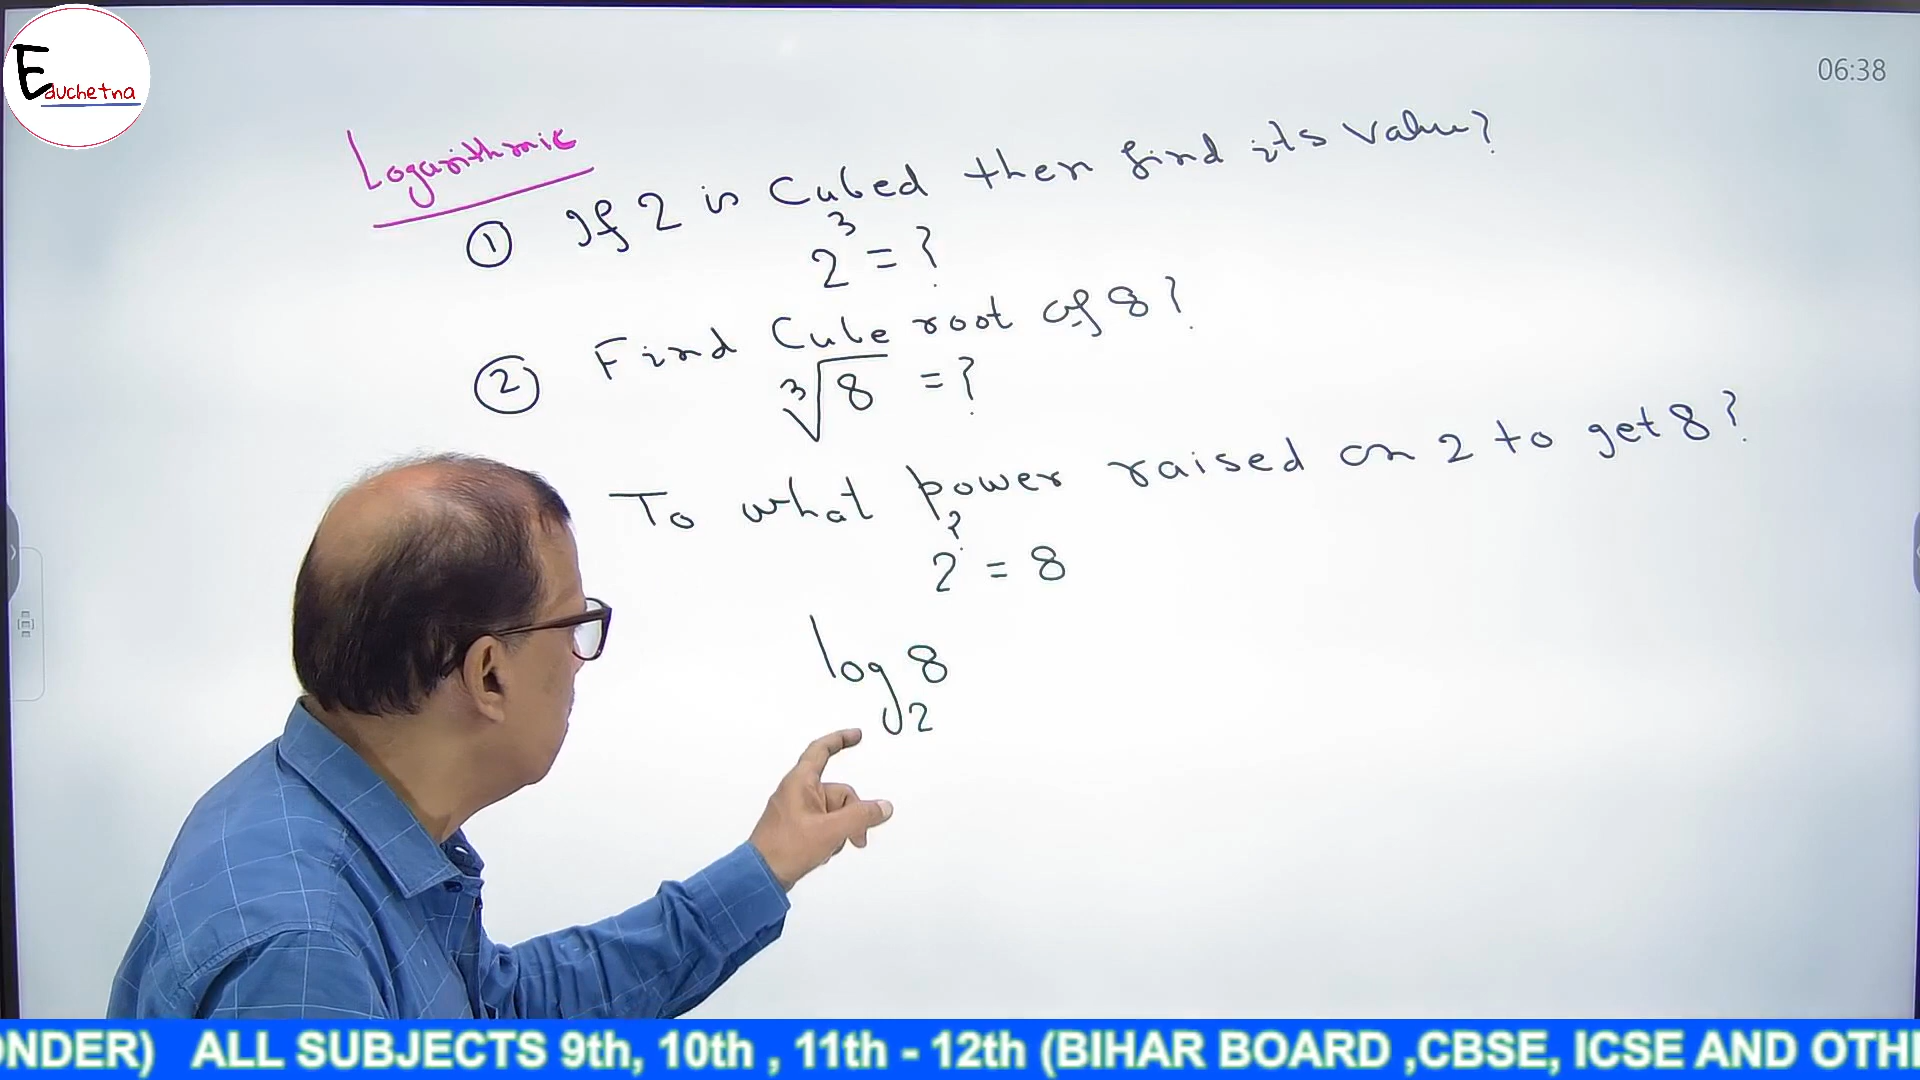 Educhetna
06:38
Logarithmic
① If 2 is Cubed then find its value?
2³ = ?
② Find Cube root of 8?
∛8 = ?
To what power raised on 2 to get 8?
2^? = 8
log₂ 8
ONDER) ALL SUBJECTS 9th, 10th , 11th - 12th (BIHAR BOARD ,CBSE, ICSE AND OTH